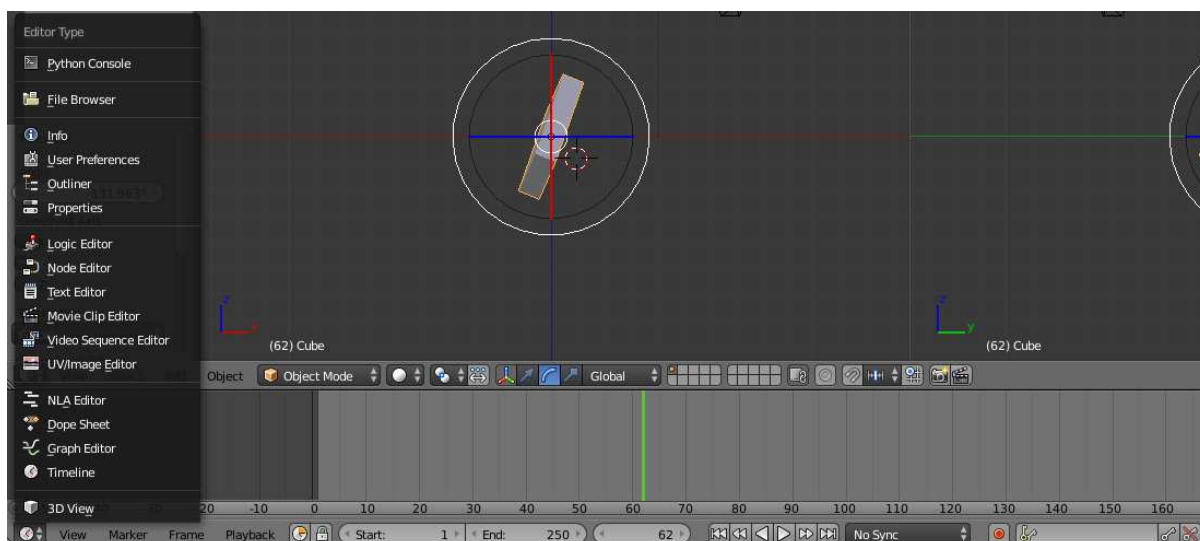 Editor Type
Python Console
File Browser
Info
User Preferences
Outliner
Properties
Logic Editor
Node Editor
Text Editor
Movie Clip Editor
Video Sequence Editor
UV/Image Editor
NLA Editor
Dope Sheet
Graph Editor
Timeline
3D View
z
x
(62) Cube
z
y
(62) Cube
Object Object Mode Global
20 -10 0 10 20 30 40 50 60 70 80 90 100 110 120 130 140 150 160
View Marker Frame Playback Start: 1 End: 250 62 No Sync